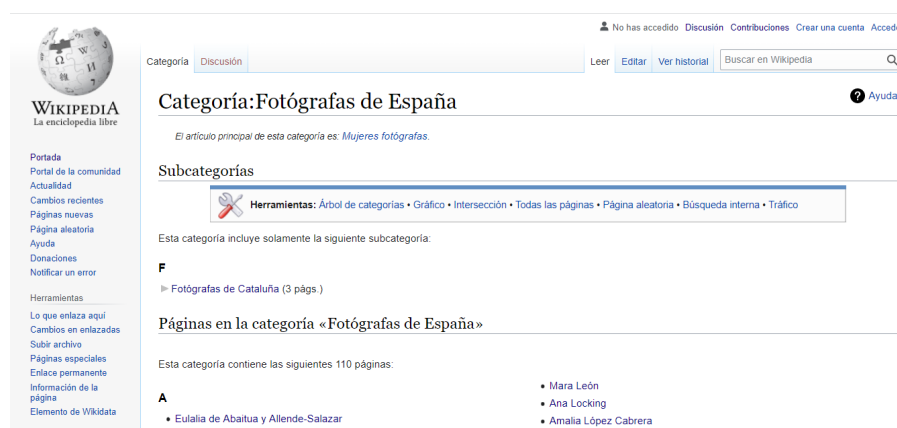 No has accedido Discusión Contribuciones Crear una cuenta Accede
Categoría Discusión Leer Editar Ver historial Buscar en Wikipedia
WIKIPEDIA
La enciclopedia libre
Portada
Portal de la comunidad
Actualidad
Cambios recientes
Páginas nuevas
Página aleatoria
Ayuda
Donaciones
Notificar un error
Herramientas
Lo que enlaza aquí
Cambios en enlazadas
Subir archivo
Páginas especiales
Enlace permanente
Información de la
página
Elemento de Wikidata
Categoría:Fotógrafas de España
Ayuda
El artículo principal de esta categoría es: Mujeres fotógrafas.
Subcategorías
Herramientas: Árbol de categorías • Gráfico • Intersección • Todas las páginas • Página aleatoria • Búsqueda interna • Tráfico
Esta categoría incluye solamente la siguiente subcategoría:
F
Fotógrafas de Cataluña (3 págs.)
Páginas en la categoría «Fotógrafas de España»
Esta categoría contiene las siguientes 110 páginas:
A
• Eulalia de Abaitua y Allende-Salazar
• Mara León
• Ana Locking
• Amalia López Cabrera